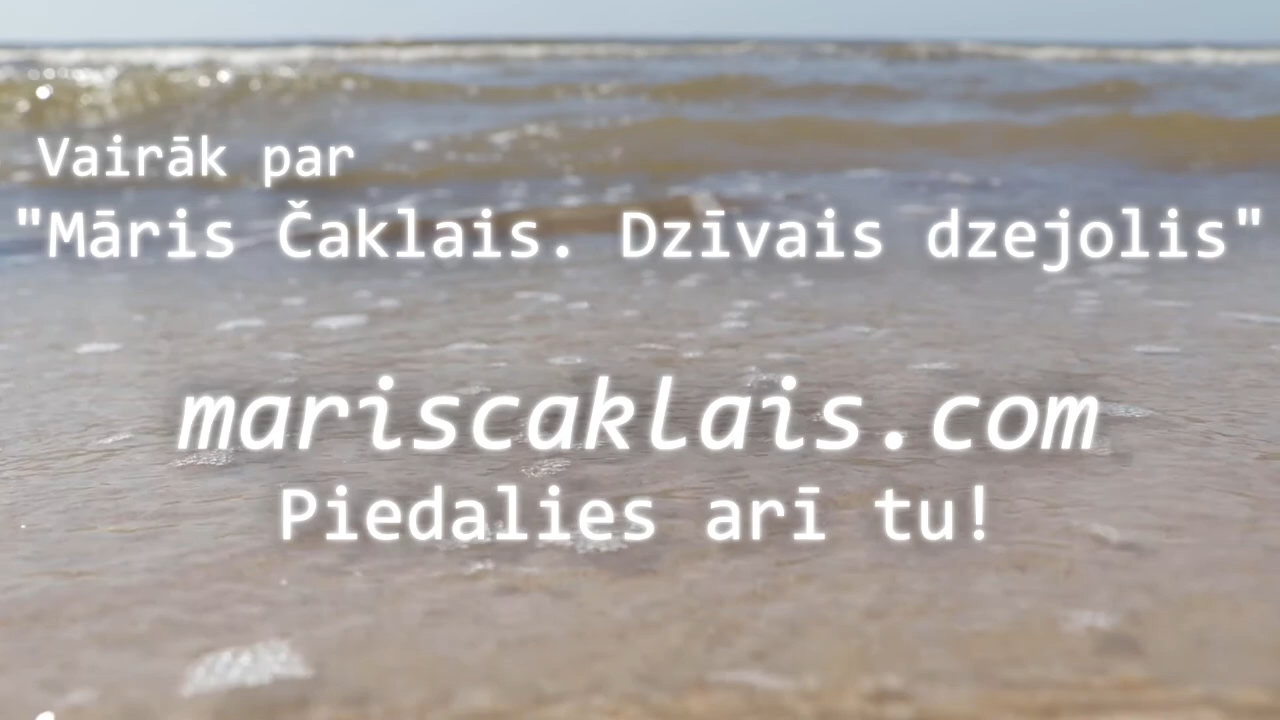 Vairāk par
"Māris Čaklais. Dzīvais dzejolis"
mariscaklais.com
Piedalies arī tu!